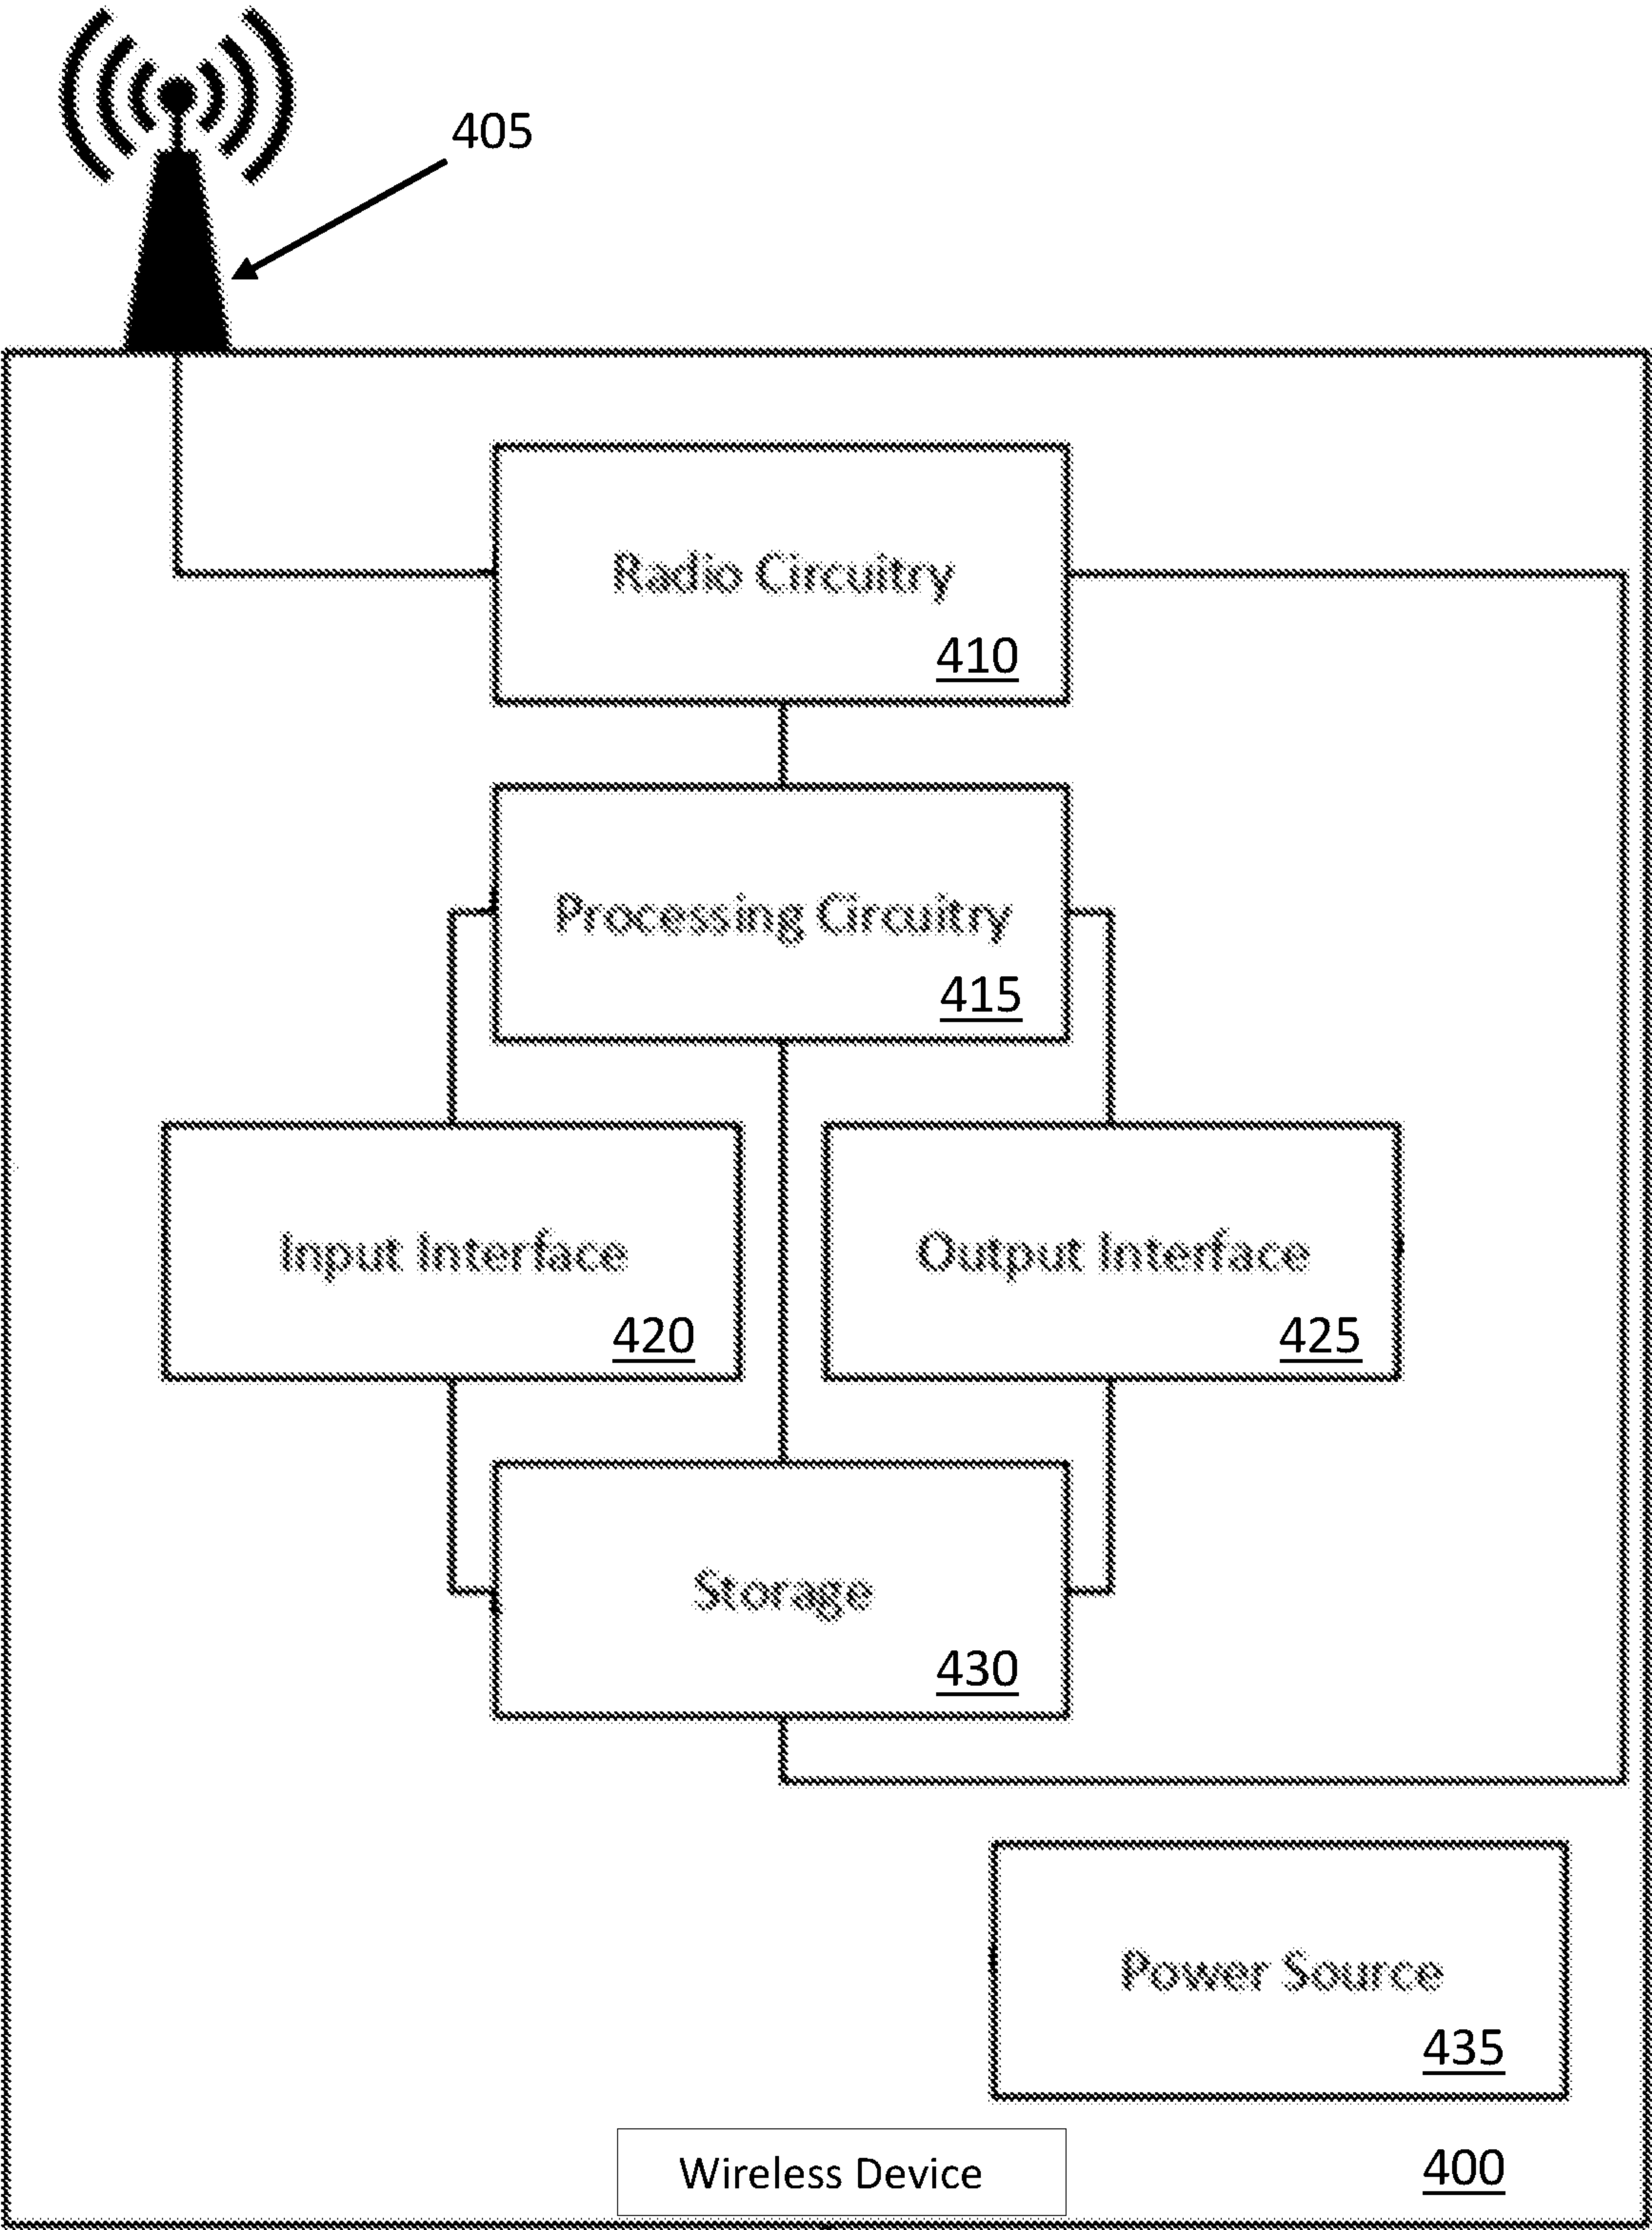 405
Radio Circuitry
410
Processing Circuitry
415
Input Interface
420
Output Interface
425
Storage
430
Power Source
435
Wireless Device
400